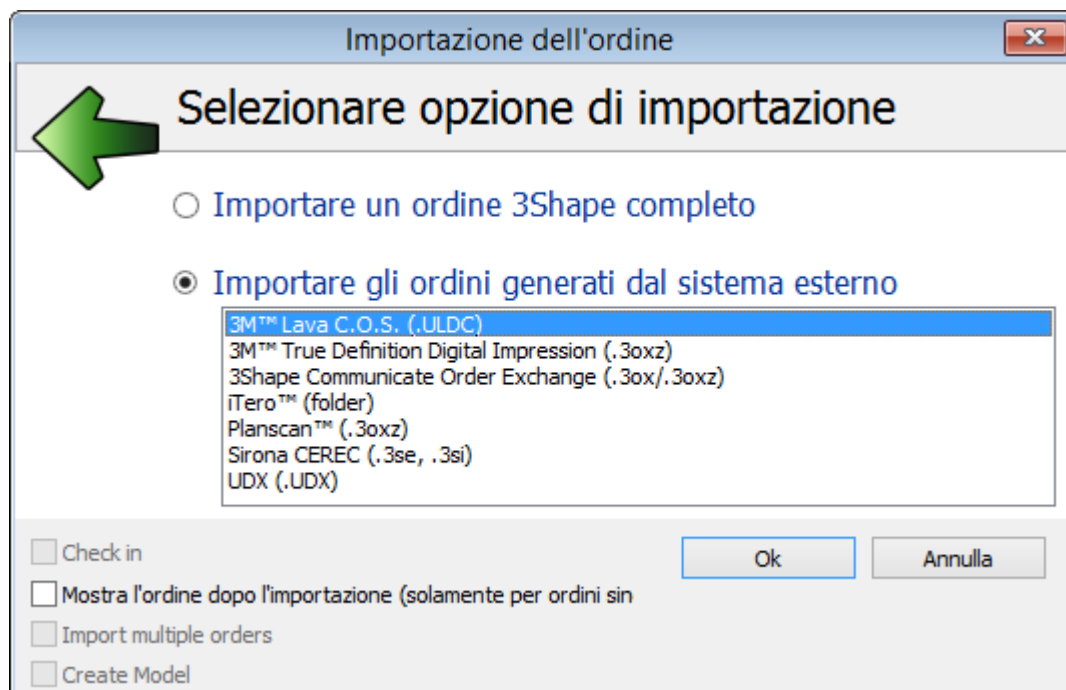 Importazione dell'ordine
Selezionare opzione di importazione
Importare un ordine 3Shape completo
Importare gli ordini generati dal sistema esterno
3M™ Lava C.O.S. (.ULDC)
3M™ True Definition Digital Impression (.3oxz)
3Shape Communicate Order Exchange (.3ox/.3oxz)
iTero™ (folder)
Planscan™ (.3oxz)
Sirona CEREC (.3se, .3si)
UDX (.UDX)
Check in
Ok
Annulla
Mostra l'ordine dopo l'importazione (solamente per ordini sin
Import multiple orders
Create Model